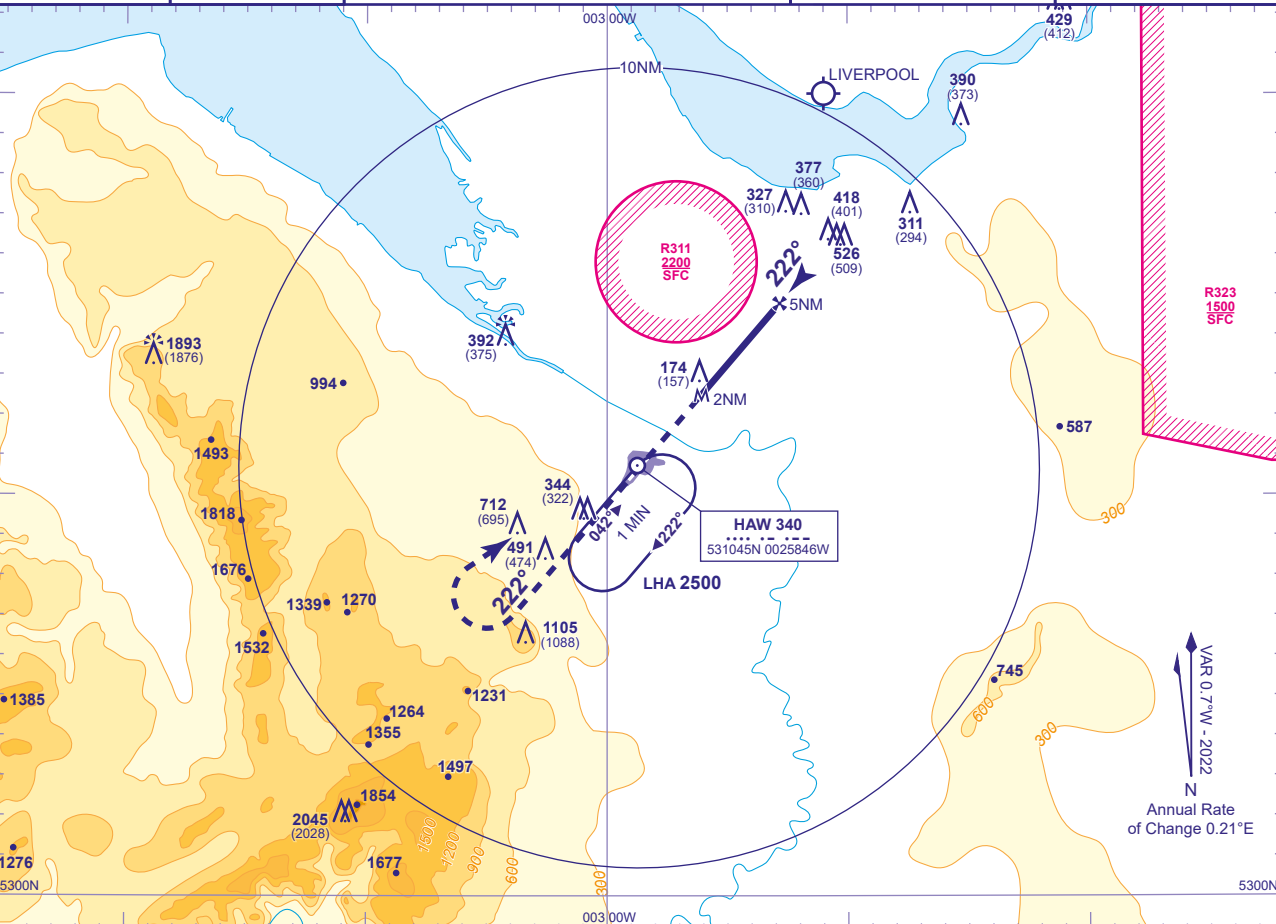 003 00W
429
(412)
10NM
LIVERPOOL
390
(373)
377
(360)
327
(310)
418
(401)
311
(294)
526
(509)
R311
2200
SFC
222°
5NM
R323
1500
SFC
1893
(1876)
392
(375)
174
(157)
2NM
994
587
1493
344
(322)
712
(695)
300
1818
042°
1 MIN
222°
HAW 340
.... .- .--
531045N 0025846W
491
(474)
1676
LHA 2500
222°
1339
1270
1105
(1088)
1532
745
VAR 0.7°W - 2022
1385
1231
600
1264
1355
300
1497
N
1854
Annual Rate
of Change 0.21°E
2045
(2028)
1500
1200
900
600
300
1276
1677
5300N
5300N
003 00W